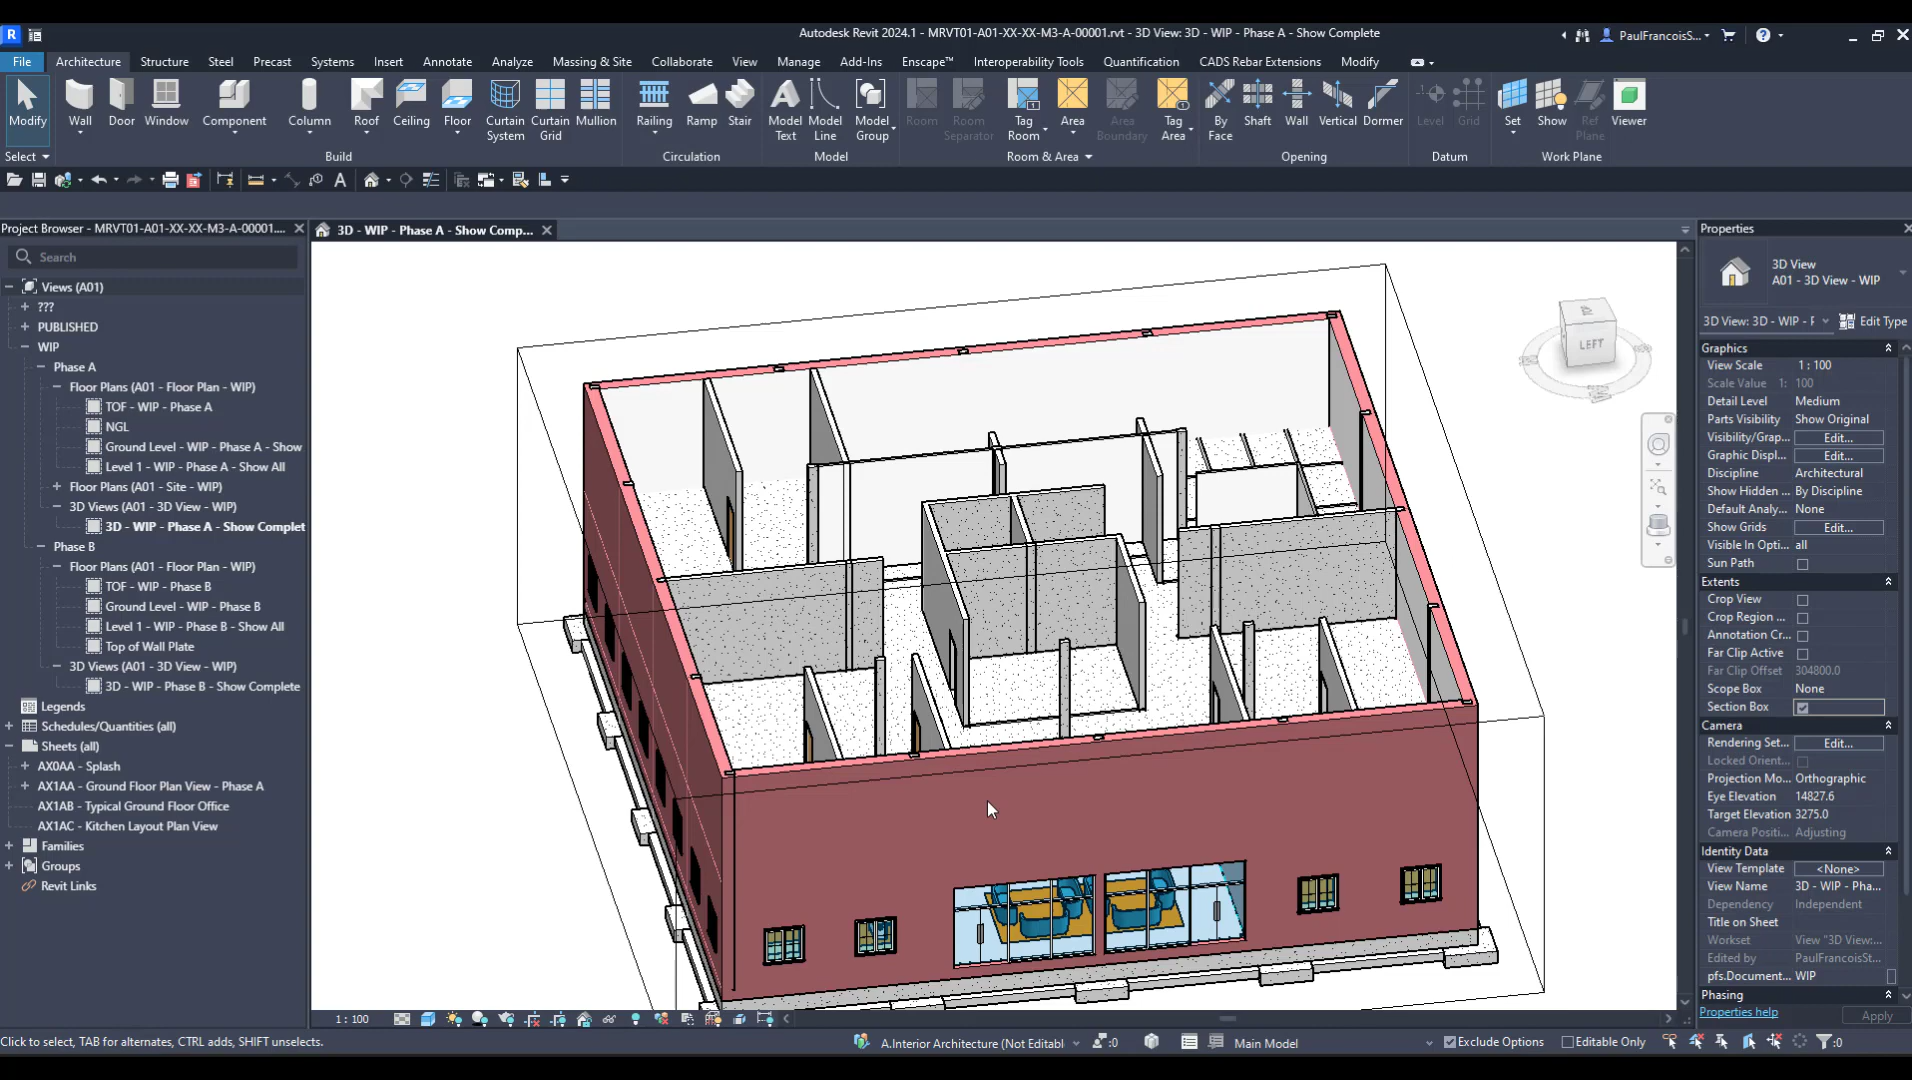 Autodesk Revit 2024.1 - MRVT01-A01-XX-XX-M3-A-00001.rvt - 3D View: 3D - WIP - Phase A - Show Complete
PaulFrancoisS...
File Architecture Structure Steel Precast Systems Insert Annotate Analyze Massing & Site Collaborate View Manage Add-Ins Enscape™ Interoperability Tools Quantification CADS Rebar Extensions Modify
Modify Wall Door Window Component Column Roof Ceiling Floor Curtain System Curtain Grid Mullion Railing Ramp Stair Model Text Model Line Model Group Room Room Separator Tag Room Area Area Boundary Tag Area By Face Shaft Wall Vertical Dormer Level Grid Set Show Ref Plane Viewer
Select Build Circulation Model Room & Area Opening Datum Work Plane
Project Browser - MRVT01-A01-XX-XX-M3-A-00001....
Search
Views (A01)
???
PUBLISHED
WIP
Phase A
Floor Plans (A01 - Floor Plan - WIP)
TOF - WIP - Phase A
NGL
Ground Level - WIP - Phase A - Show
Level 1 - WIP - Phase A - Show All
Floor Plans (A01 - Site - WIP)
3D Views (A01 - 3D View - WIP)
3D - WIP - Phase A - Show Complet
Phase B
Floor Plans (A01 - Floor Plan - WIP)
TOF - WIP - Phase B
Ground Level - WIP - Phase B
Level 1 - WIP - Phase B - Show All
Top of Wall Plate
3D Views (A01 - 3D View - WIP)
3D - WIP - Phase B - Show Complete
Legends
Schedules/Quantities (all)
Sheets (all)
AX0AA - Splash
AX1AA - Ground Floor Plan View - Phase A
AX1AB - Typical Ground Floor Office
AX1AC - Kitchen Layout Plan View
Families
Groups
Revit Links
3D - WIP - Phase A - Show Comp...
LEFT
Properties
3D View
A01 - 3D View - WIP
3D View: 3D - WIP - F Edit Type
Graphics
View Scale 1 : 100
Scale Value 1: 100
Detail Level Medium
Parts Visibility Show Original
Visibility/Grap... Edit...
Graphic Displ... Edit...
Discipline Architectural
Show Hidden ... By Discipline
Default Analy... None
Show Grids Edit...
Visible In Opti... all
Sun Path
Extents
Crop View
Crop Region ...
Annotation Cr...
Far Clip Active
Far Clip Offset 304800.0
Scope Box None
Section Box
Camera
Rendering Set... Edit...
Locked Orient...
Projection Mo... Orthographic
Eye Elevation 14827.6
Target Elevation 3275.0
Camera Positi... Adjusting
Identity Data
View Template <None>
View Name 3D - WIP - Pha...
Dependency Independent
Title on Sheet
Workset View "3D View:...
Edited by PaulFrancoisSt...
pfs.Document... WIP
Phasing
Properties help Apply
1 : 100
Click to select, TAB for alternates, CTRL adds, SHIFT unselects.
A.Interior Architecture (Not Editabl :0 Main Model Exclude Options Editable Only :0